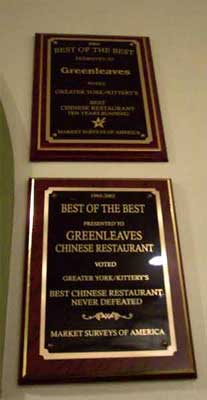 BEST OF THE BEST
PRESENTED TO
Greenleaves
VOTED
GREATER YORK/KITTERY'S
BEST
CHINESE RESTAURANT
TEN YEARS RUNNING
MARKET SURVEYS OF AMERICA
1993-2002
BEST OF THE BEST
PRESENTED TO
GREENLEAVES
CHINESE RESTAURANT
VOTED
GREATER YORK/KITTERY'S
BEST CHINESE RESTAURANT
NEVER DEFEATED
MARKET SURVEYS OF AMERICA